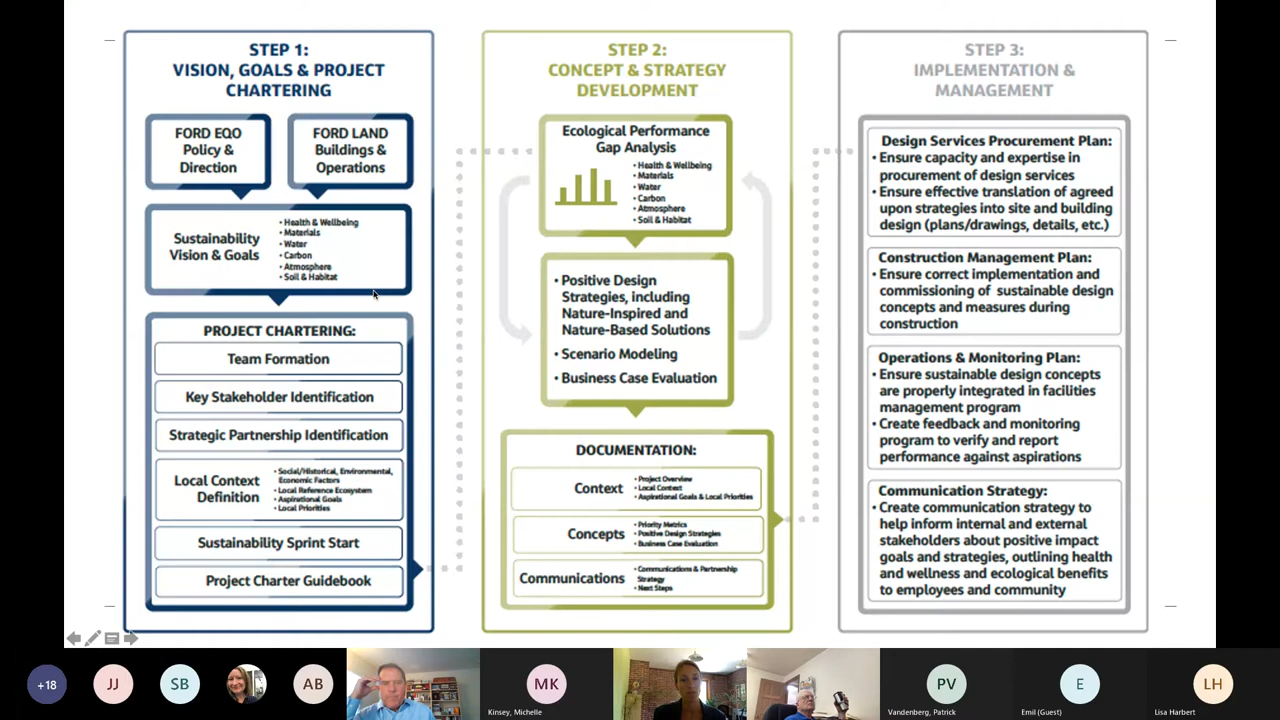 STEP 1:
VISION, GOALS & PROJECT
CHARTERING
FORD EQO
Policy &
Direction
FORD LAND
Buildings &
Operations
Sustainability
Vision & Goals
• Health & Wellbeing
• Materials
• Water
• Carbon
• Atmosphere
• Soil & Habitat
PROJECT CHARTERING:
Team Formation
Key Stakeholder Identification
Strategic Partnership Identification
Local Context
Definition
• Social/Historical, Environmental,
Economic Factors
• Local Reference Ecosystem
• Aspirational Goals
• Local Priorities
Sustainability Sprint Start
Project Charter Guidebook
STEP 2:
CONCEPT & STRATEGY
DEVELOPMENT
Ecological Performance
Gap Analysis
• Health & Wellbeing
• Materials
• Water
• Carbon
• Atmosphere
• Soil & Habitat
• Positive Design
Strategies, including
Nature-Inspired and
Nature-Based Solutions
• Scenario Modeling
• Business Case Evaluation
DOCUMENTATION:
Context
• Project Overview
• Local Context
• Aspirational Goals & Local Priorities
Concepts
• Priority Metrics
• Positive Design Strategies
• Business Case Evaluation
Communications
• Communications & Partnership
Strategy
• Next Steps
STEP 3:
IMPLEMENTATION &
MANAGEMENT
Design Services Procurement Plan:
• Ensure capacity and expertise in
procurement of design services
• Ensure effective translation of agreed
upon strategies into site and building
design (plans/drawings, details, etc.)
Construction Management Plan:
• Ensure correct implementation and
commissioning of sustainable design
concepts and measures during
construction
Operations & Monitoring Plan:
• Ensure sustainable design concepts
are properly integrated in facilities
management program
• Create feedback and monitoring
program to verify and report
performance against aspirations
Communication Strategy:
• Create communication strategy to
help inform internal and external
stakeholders about positive impact
goals and strategies, outlining health
and wellness and ecological benefits
to employees and community
+18
JJ
SB
AB
MK
Kinsey, Michelle
PV
Vandenberg, Patrick
E
Emil (Guest)
LH
Lisa Harbert